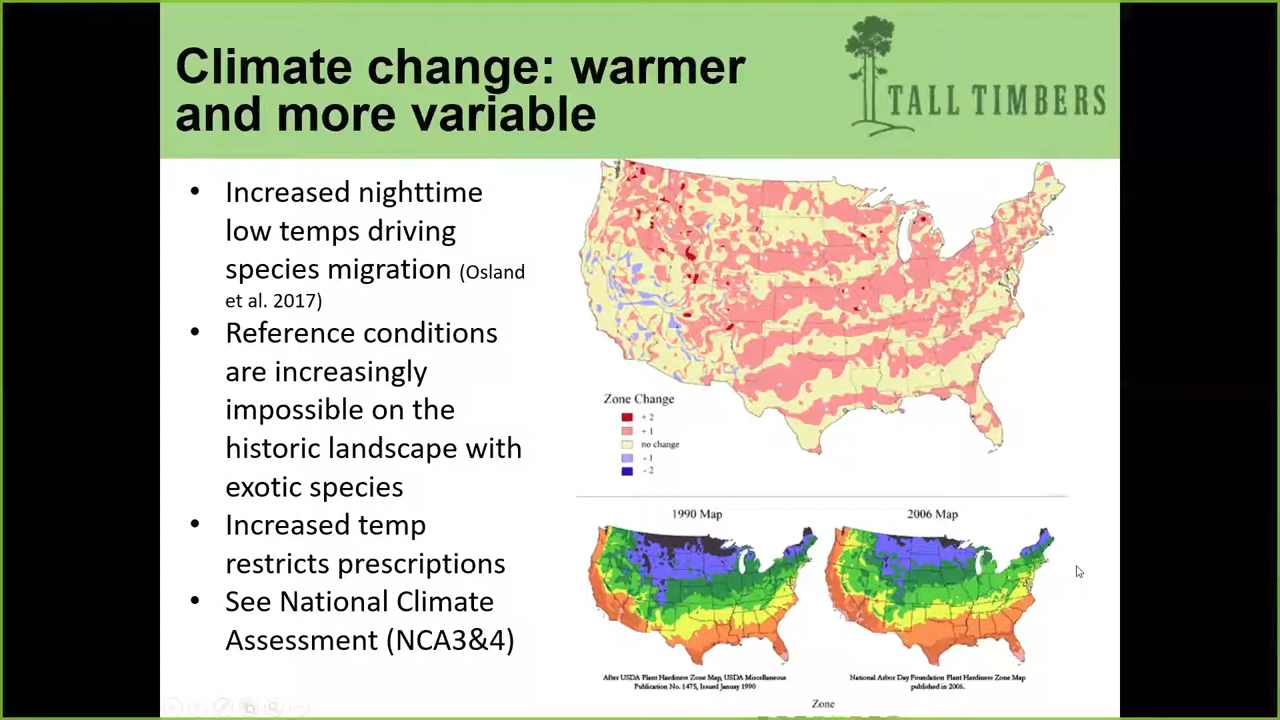 Climate change: warmer
and more variable
TALL TIMBERS
• Increased nighttime
low temps driving
species migration (Osland
et al. 2017)
• Reference conditions
are increasingly
impossible on the
historic landscape with
exotic species
• Increased temp
restricts prescriptions
• See National Climate
Assessment (NCA3&4)
Zone Change
+ 2
+ 1
no change
- 1
- 2
1990 Map
2006 Map
After USDA Plant Hardiness Zone Map, USDA Miscellaneous
Publication No. 1475, Issued January 1990
National Arbor Day Foundation Plant Hardiness Zone Map
published in 2006.
Zone